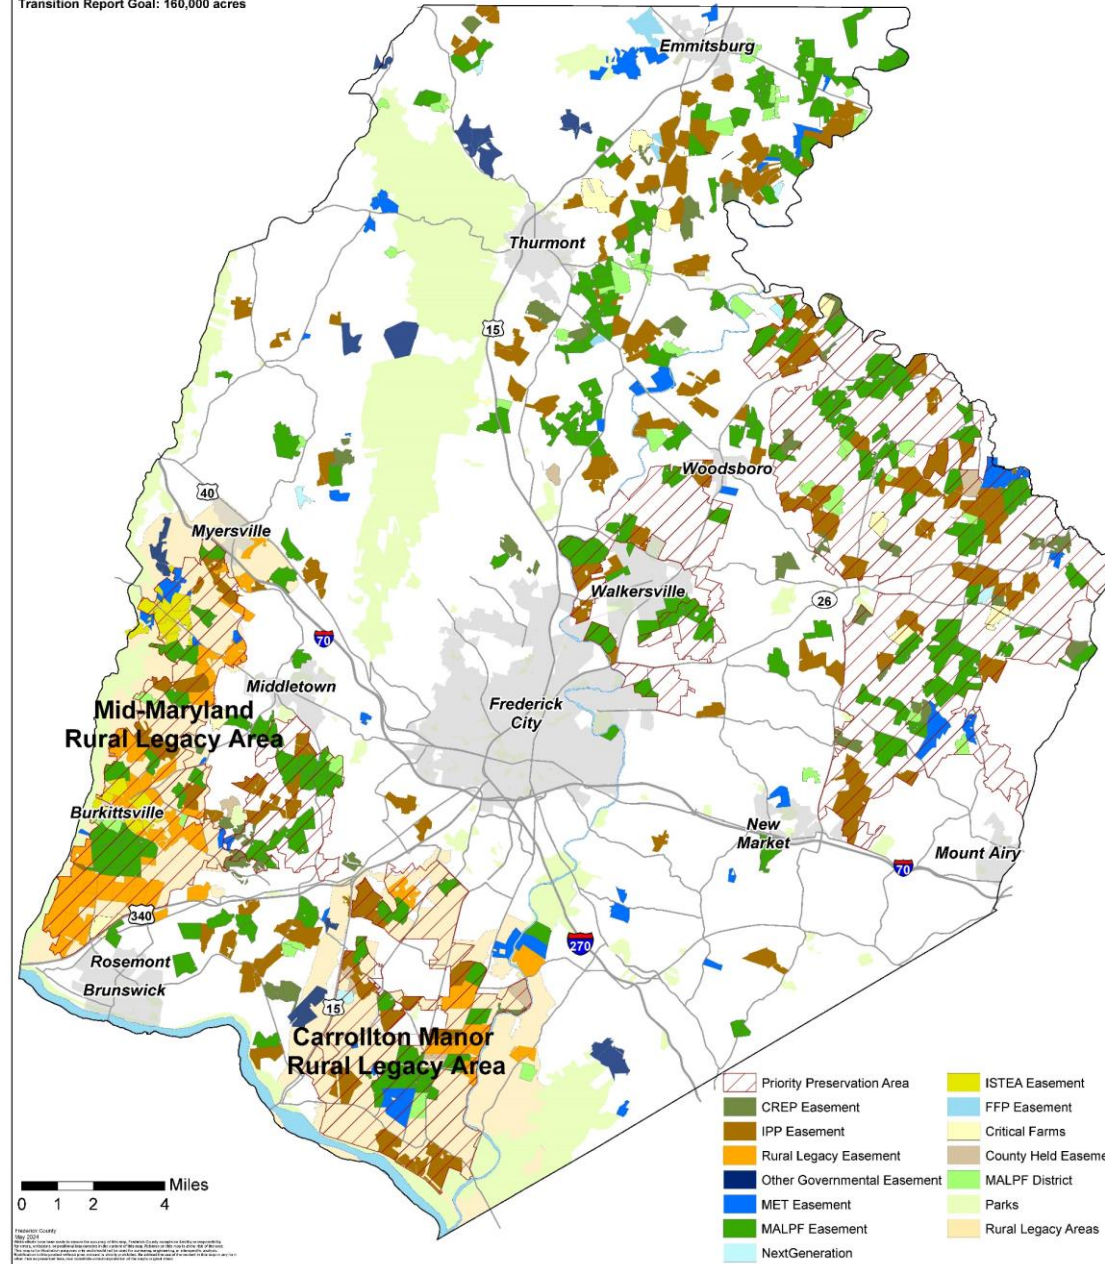 Transition Report Goal: 160,000 acres
Emmitsburg
Thurmont
15
Woodsboro
40
Myersville
Walkersville
26
70
Middletown
Frederick
City
Mid-Maryland
Rural Legacy Area
Burkittsville
New
Market
Mount Airy
70
340
270
Rosemont
Brunswick
15
Carrollton Manor
Rural Legacy Area
Priority Preservation Area
CREP Easement
IPP Easement
Rural Legacy Easement
Other Governmental Easement
MET Easement
MALPF Easement
NextGeneration
ISTEA Easement
FFP Easement
Critical Farms
County Held Easeme
MALPF District
Parks
Rural Legacy Areas
0 1 2 4 Miles
Frederick County
May 2024